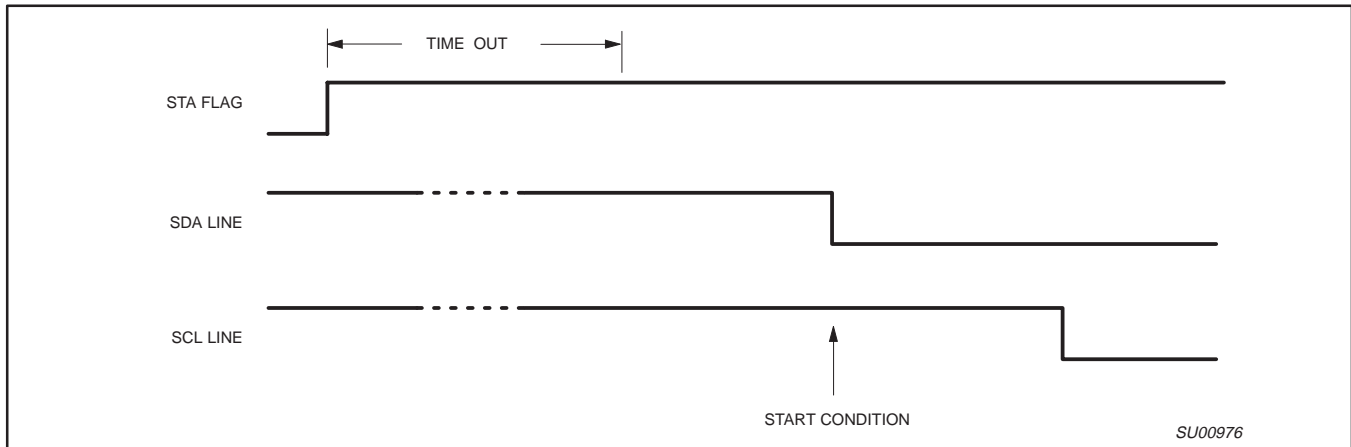 TIME OUT
STA FLAG
SDA LINE
SCL LINE
START CONDITION
SU00976